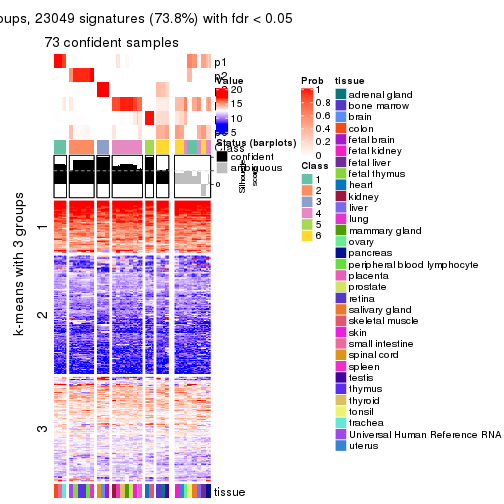 oups, 23049 signatures (73.8%) with fdr < 0.05
73 confident samples
p1
p2
Value
20
15
10
5
Class
Status (barplots)
confident
ambiguous
0
Silhouette
score
k-means with 3 groups
1
2
3
tissue
Prob
1
0.8
0.6
0.4
0.2
0
Class
1
2
3
4
5
6
tissue
adrenal gland
bone marrow
brain
colon
fetal brain
fetal kidney
fetal liver
fetal thymus
heart
kidney
liver
lung
mammary gland
ovary
pancreas
peripheral blood lymphocyte
placenta
prostate
retina
salivary gland
skeletal muscle
skin
small intestine
spinal cord
spleen
testis
thymus
thyroid
tonsil
trachea
Universal Human Reference RNA
uterus